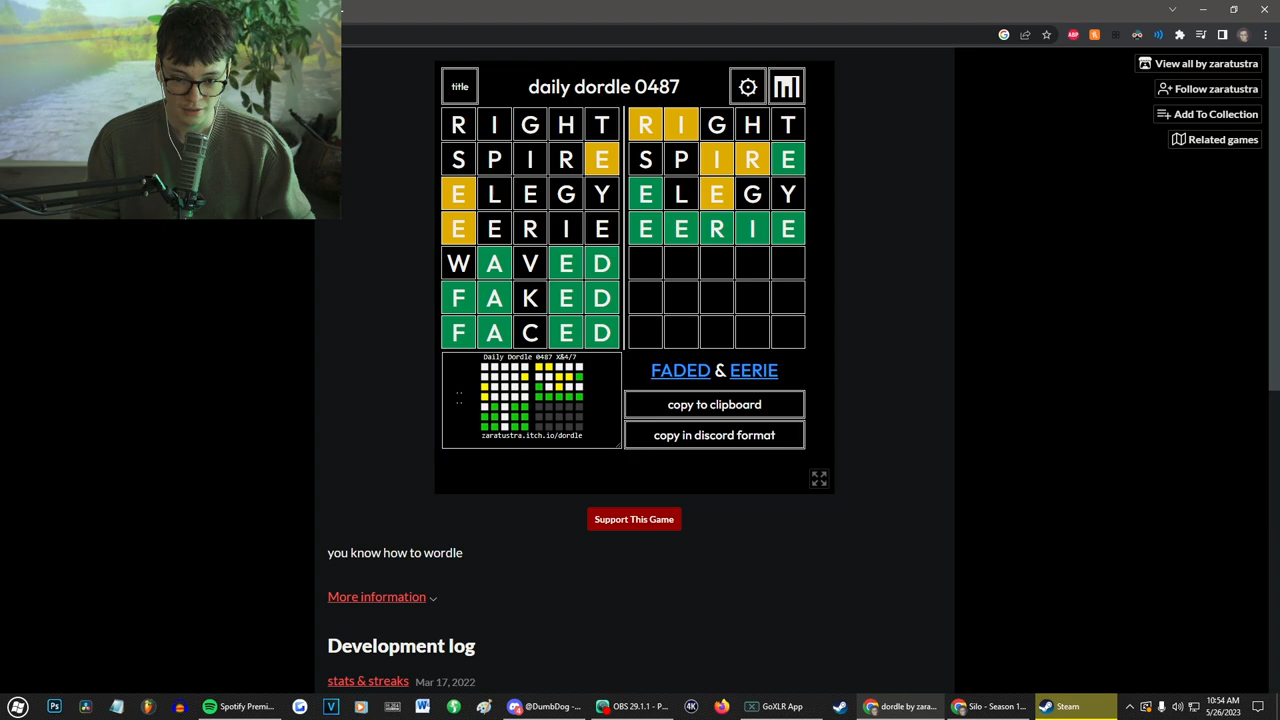 View all by zaratustra
Follow zaratustra
Add To Collection
Related games
title
daily dordle 0487
R I G H T R I G H T
S P I R E S P I R E
E L E G Y E L E G Y
E E R I E E E R I E
W A V E D
F A K E D
F A C E D
Daily Dordle 0487 X&4/7
zaratustra.itch.io/dordle
FADED & EERIE
copy to clipboard
copy in discord format
Support This Game
you know how to wordle
More information
Development log
stats & streaks Mar 17, 2022
Spotify Premi...
@DumbDog -...
OBS 29.1.1 - P...
GoXLR App
dordle by zara...
Silo - Season 1...
Steam
10:54 AM
5/26/2023